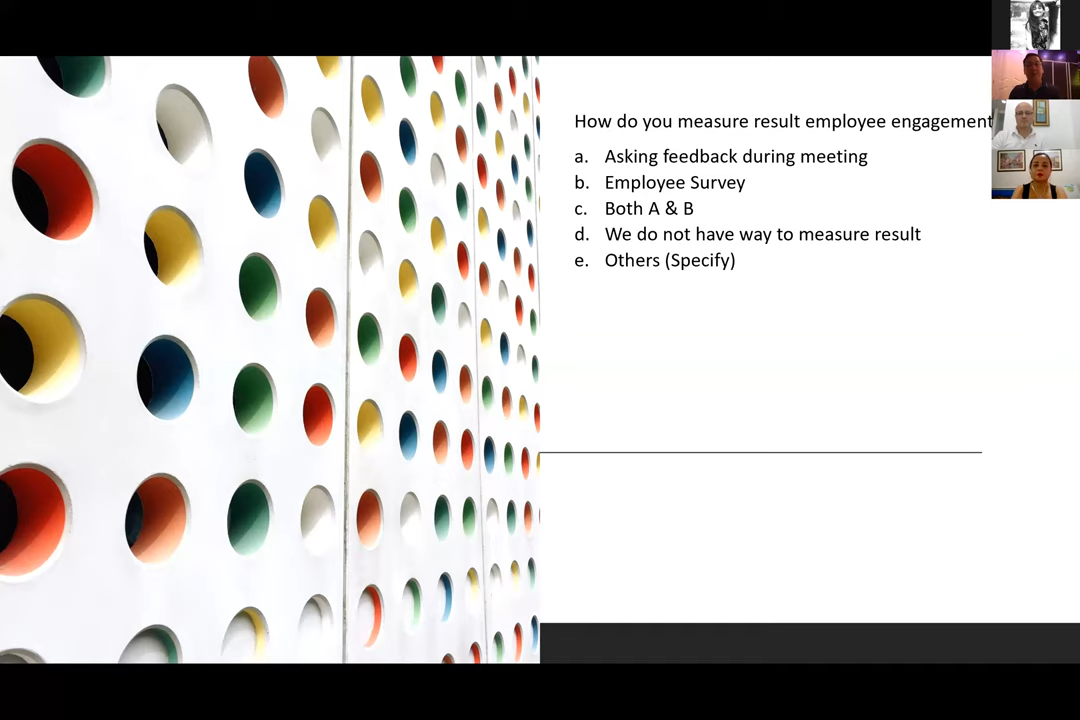 How do you measure result employee engagement
a. Asking feedback during meeting
b. Employee Survey
c. Both A & B
d. We do not have way to measure result
e. Others (Specify)